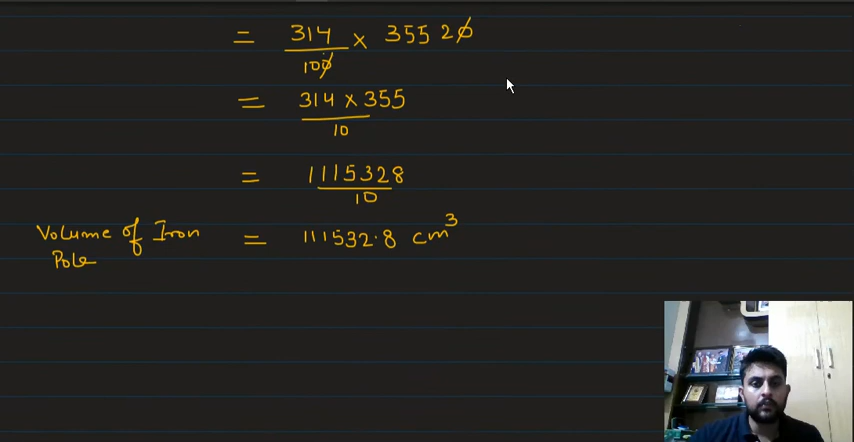 = 314/100 × 35520
= 314 × 355/10
= 1115328/10
Volume of Iron Pole = 111532.8 cm³